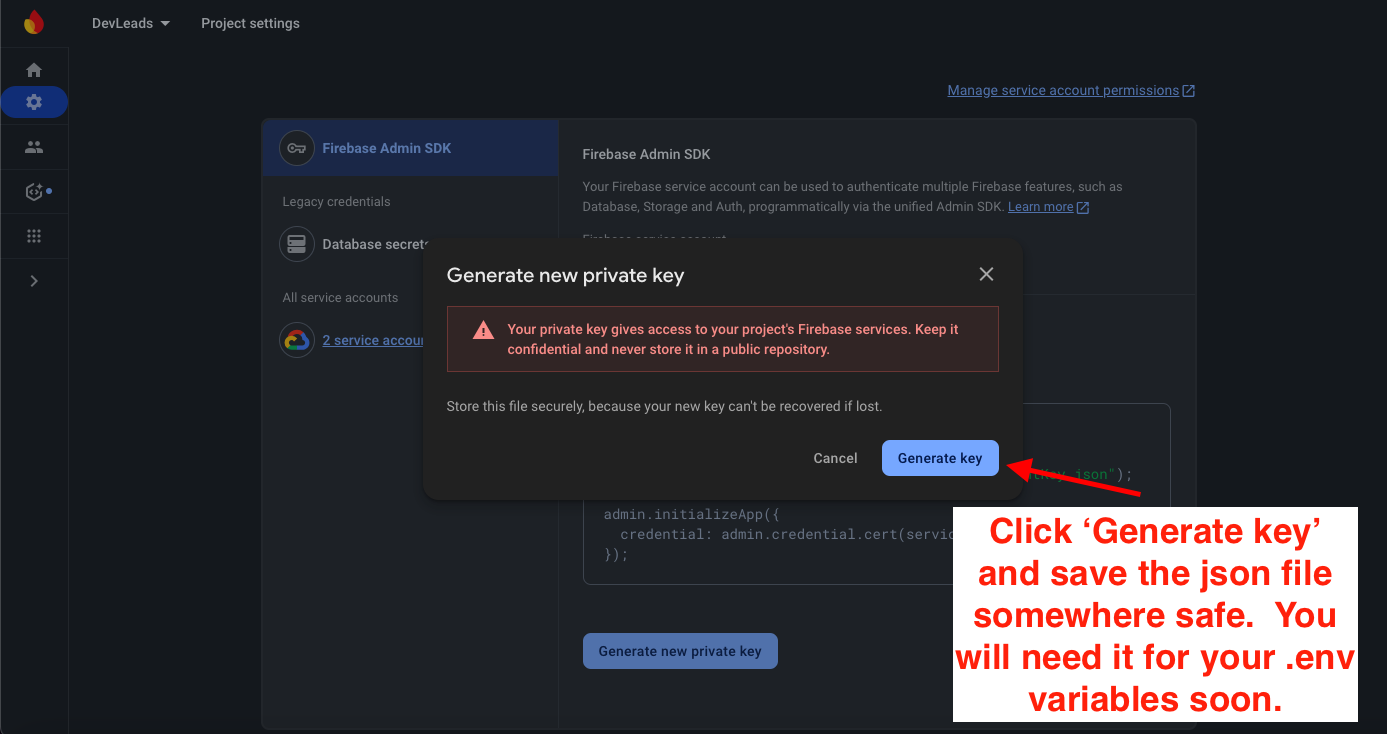 DevLeads
Project settings
Manage service account permissions
Firebase Admin SDK
Legacy credentials
Database secrets
All service accounts
2 service accou
Firebase Admin SDK
Your Firebase service account can be used to authenticate multiple Firebase features, such as
Database, Storage and Auth, programmatically via the unified Admin SDK. Learn more
Firebase service account
Generate new private key
Your private key gives access to your project's Firebase services. Keep it
confidential and never store it in a public repository.
Store this file securely, because your new key can't be recovered if lost.
Cancel
Generate key
tKey.json");
admin.initializeApp({
credential: admin.credential.cert(servic
});
Generate new private key
Click ‘Generate key’
and save the json file
somewhere safe. You
will need it for your .env
variables soon.